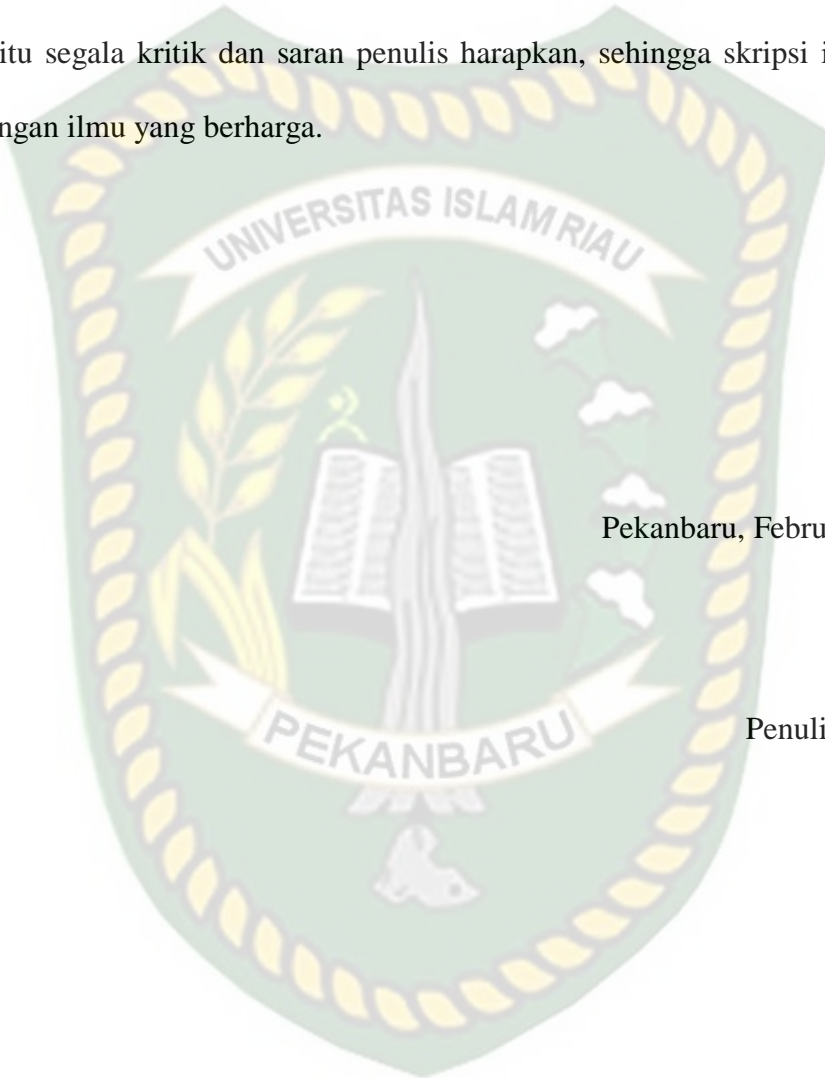 itu segala kritik dan saran penulis harapkan, sehingga skripsi
ngan ilmu yang berharga.
UNIVERSITAS ISLAM RIAU
Pekanbaru, Febru
Penuli
PEKANBARU